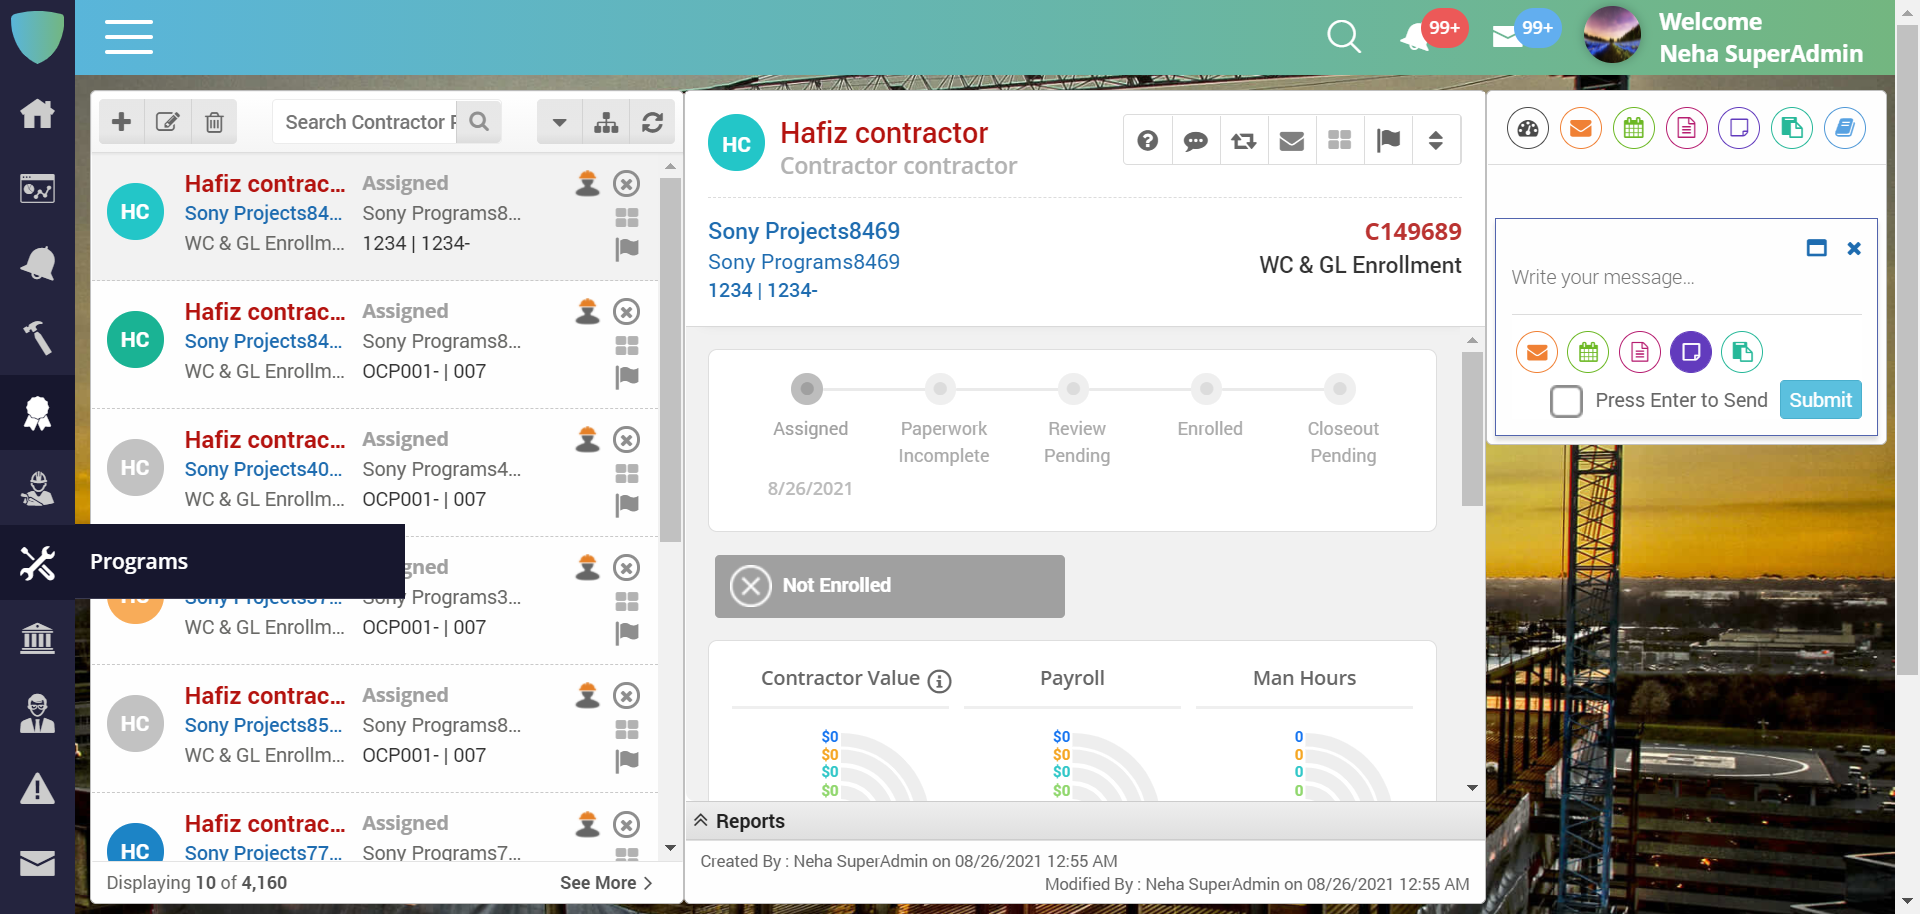 99+
99+
Welcome
Neha SuperAdmin
Search Contractor
HC
Hafiz contrac...
Assigned
Sony Projects84...
Sony Programs8...
WC & GL Enrollm...
1234 | 1234-
HC
Hafiz contrac...
Assigned
Sony Projects84...
Sony Programs8...
WC & GL Enrollm...
OCP001- | 007
HC
Hafiz contrac...
Assigned
Sony Projects40...
Sony Programs4...
WC & GL Enrollm...
OCP001- | 007
Programs
Sony Programs3...
WC & GL Enrollm...
OCP001- | 007
HC
Hafiz contrac...
Assigned
Sony Projects85...
Sony Programs8...
WC & GL Enrollm...
OCP001- | 007
HC
Hafiz contrac...
Assigned
Sony Projects77...
Sony Programs7...
Displaying 10 of 4,160
See More
HC
Hafiz contractor
Contractor contractor
Sony Projects8469
C149689
Sony Programs8469
WC & GL Enrollment
1234 | 1234-
Assigned
Paperwork Incomplete
Review Pending
Enrolled
Closeout Pending
8/26/2021
Not Enrolled
Contractor Value
Payroll
Man Hours
$0
$0
0
$0
$0
0
$0
$0
0
$0
$0
0
Reports
Created By : Neha SuperAdmin on 08/26/2021 12:55 AM
Modified By : Neha SuperAdmin on 08/26/2021 12:55 AM
Write your message...
Press Enter to Send
Submit